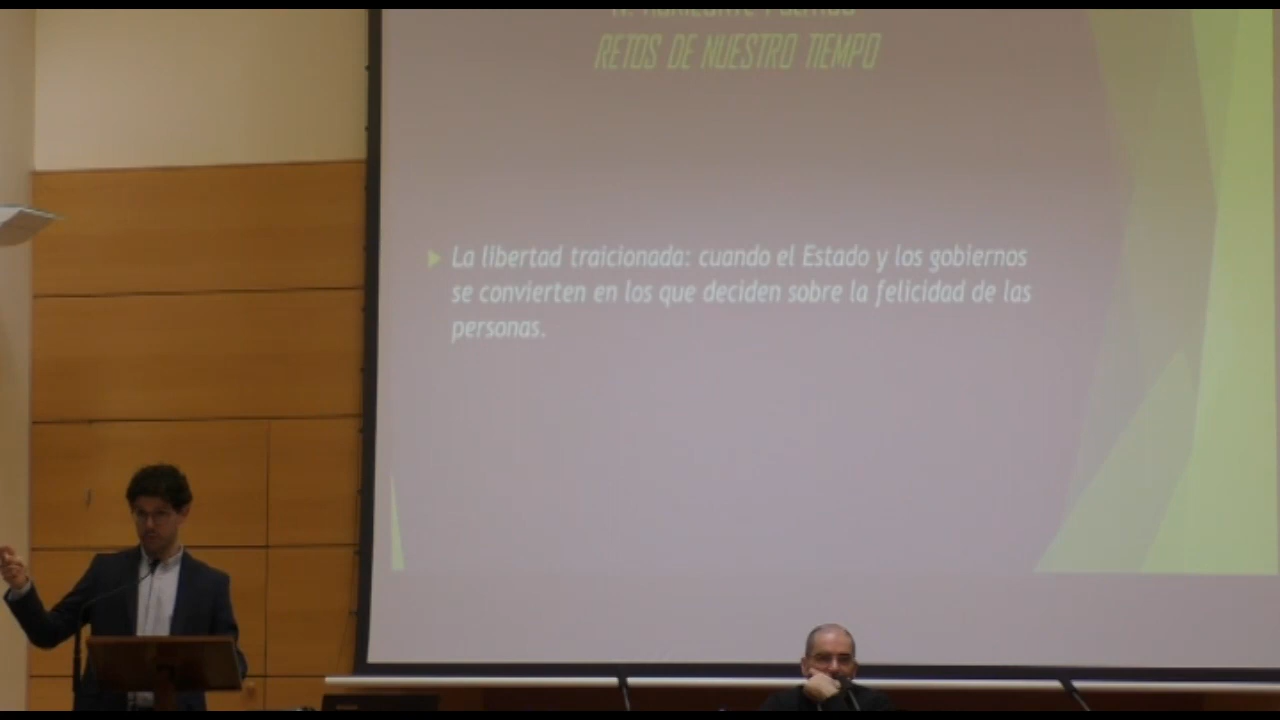 RETOS DE NUESTRO TIEMPO
La libertad traicionada: cuando el Estado y los gobiernos
se convierten en los que deciden sobre la felicidad de las
personas.